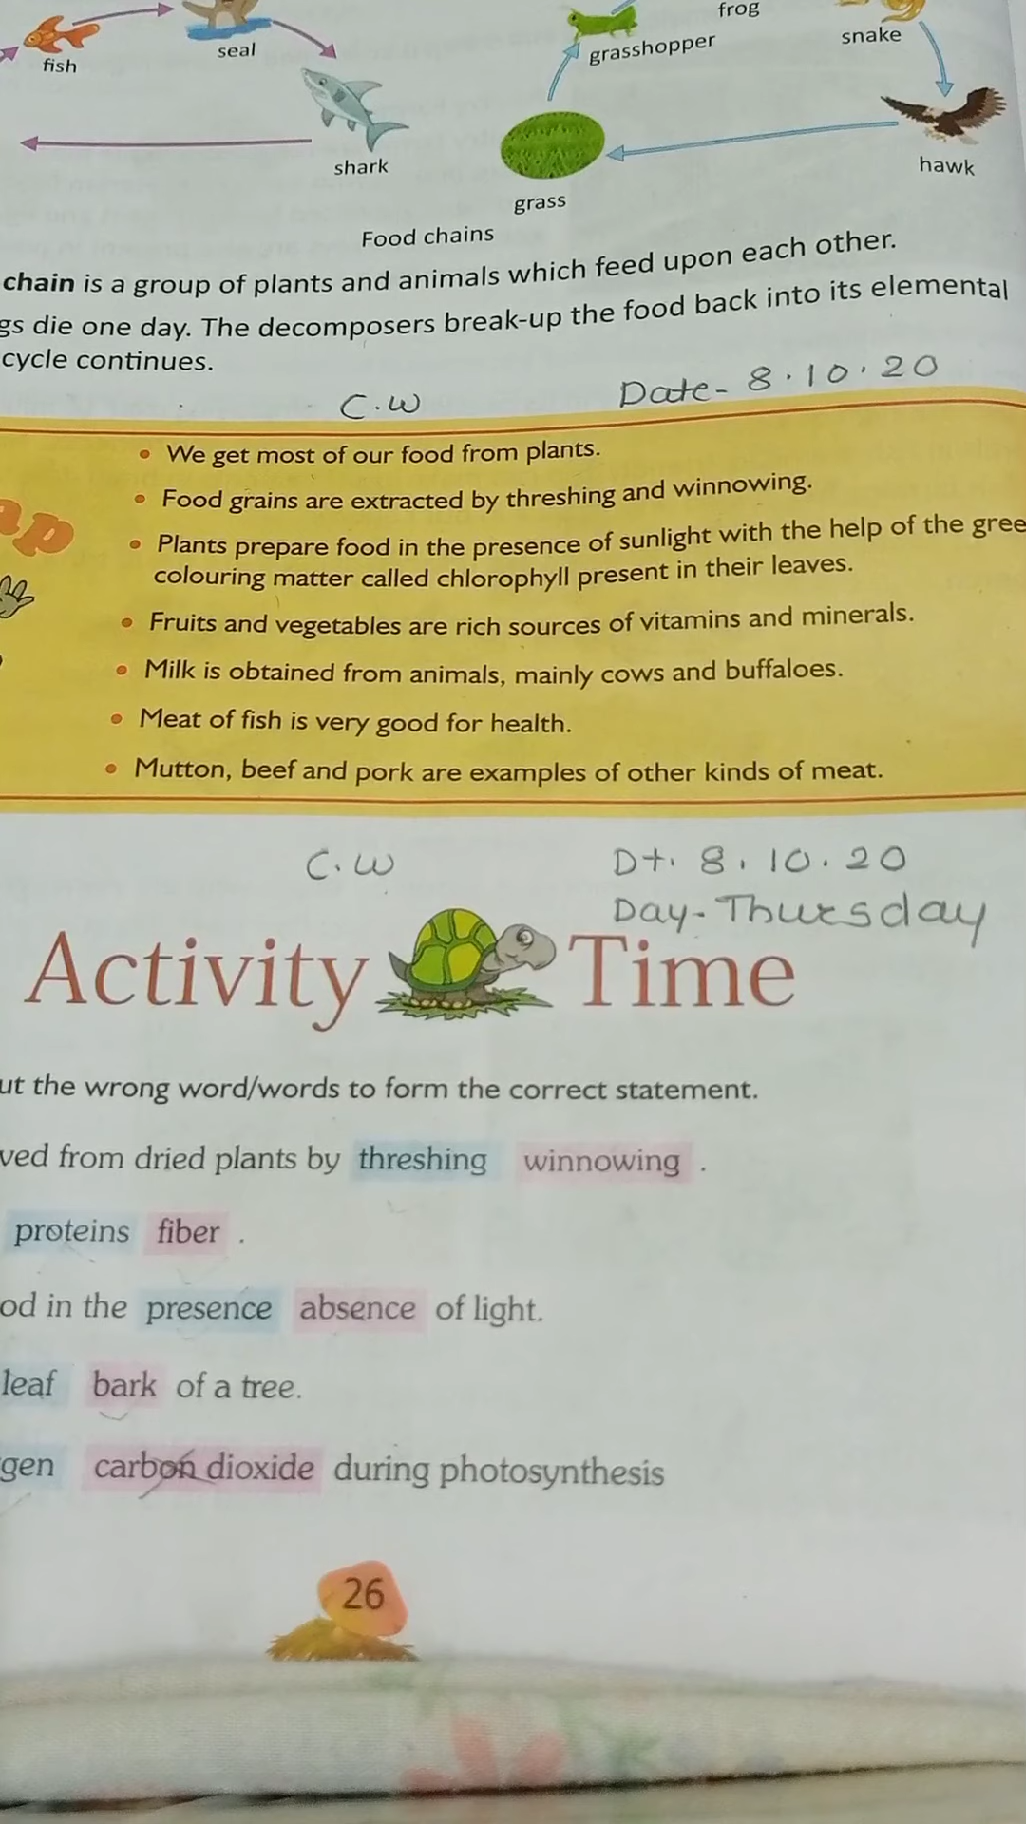 frog
seal
snake
fish
grasshopper
shark
hawk
grass
Food chains
chain is a group of plants and animals which feed upon each other.
gs die one day. The decomposers break-up the food back into its elemental
cycle continues.
C.W Date- 8.10.20
• We get most of our food from plants.
• Food grains are extracted by threshing and winnowing.
ap
• Plants prepare food in the presence of sunlight with the help of the gree
colouring matter called chlorophyll present in their leaves.
• Fruits and vegetables are rich sources of vitamins and minerals.
• Milk is obtained from animals, mainly cows and buffaloes.
• Meat of fish is very good for health.
• Mutton, beef and pork are examples of other kinds of meat.
C.W Dt. 8.10.20
Day-Thursday
Activity Time
ut the wrong word/words to form the correct statement.
ved from dried plants by threshing winnowing .
proteins fiber .
od in the presence absence of light.
leaf bark of a tree.
gen carbon dioxide during photosynthesis
26